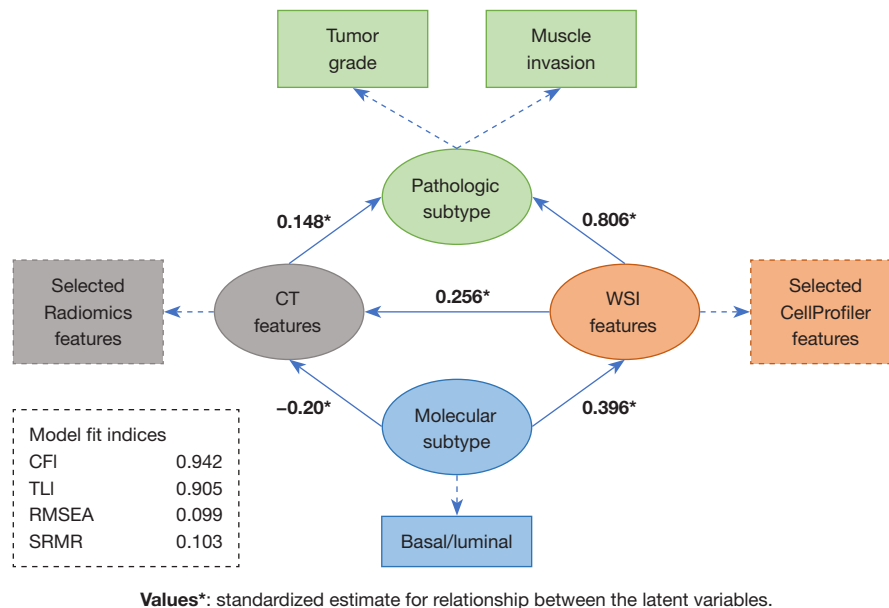 Tumor
grade
Muscle
invasion
Pathologic
subtype
0.148*
0.806*
Selected
Radiomics
features
CT
features
0.256*
WSI
features
Selected
CellProfiler
features
–0.20*
Molecular
subtype
0.396*
Model fit indices
CFI 0.942
TLI 0.905
RMSEA 0.099
SRMR 0.103
Basal/luminal
Values*: standardized estimate for relationship between the latent variables.